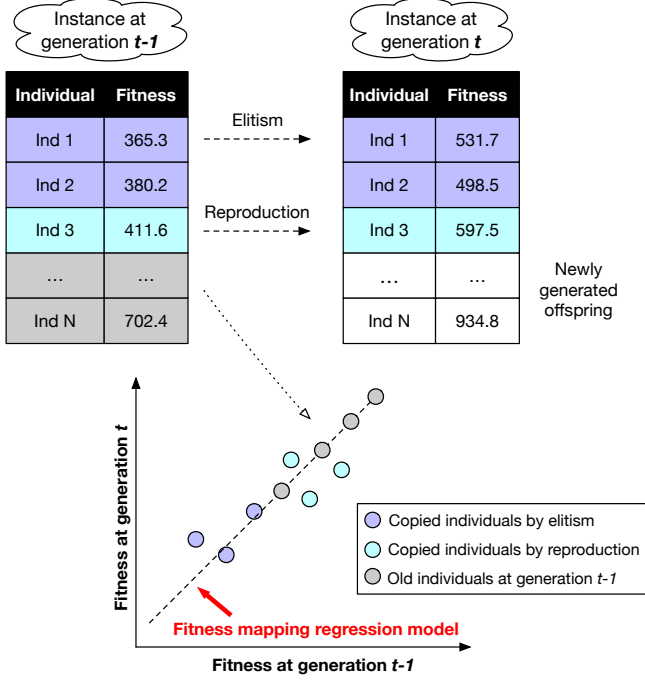 Instance at
generation t-1
Instance at
generation t
Individual Fitness
Ind 1 365.3
Ind 2 380.2
Ind 3 411.6
... ...
Ind N 702.4
Elitism
Reproduction
Individual Fitness
Ind 1 531.7
Ind 2 498.5
Ind 3 597.5
... ...
Ind N 934.8
Newly
generated
offspring
Fitness at generation t
Copied individuals by elitism
Copied individuals by reproduction
Old individuals at generation t-1
Fitness mapping regression model
Fitness at generation t-1